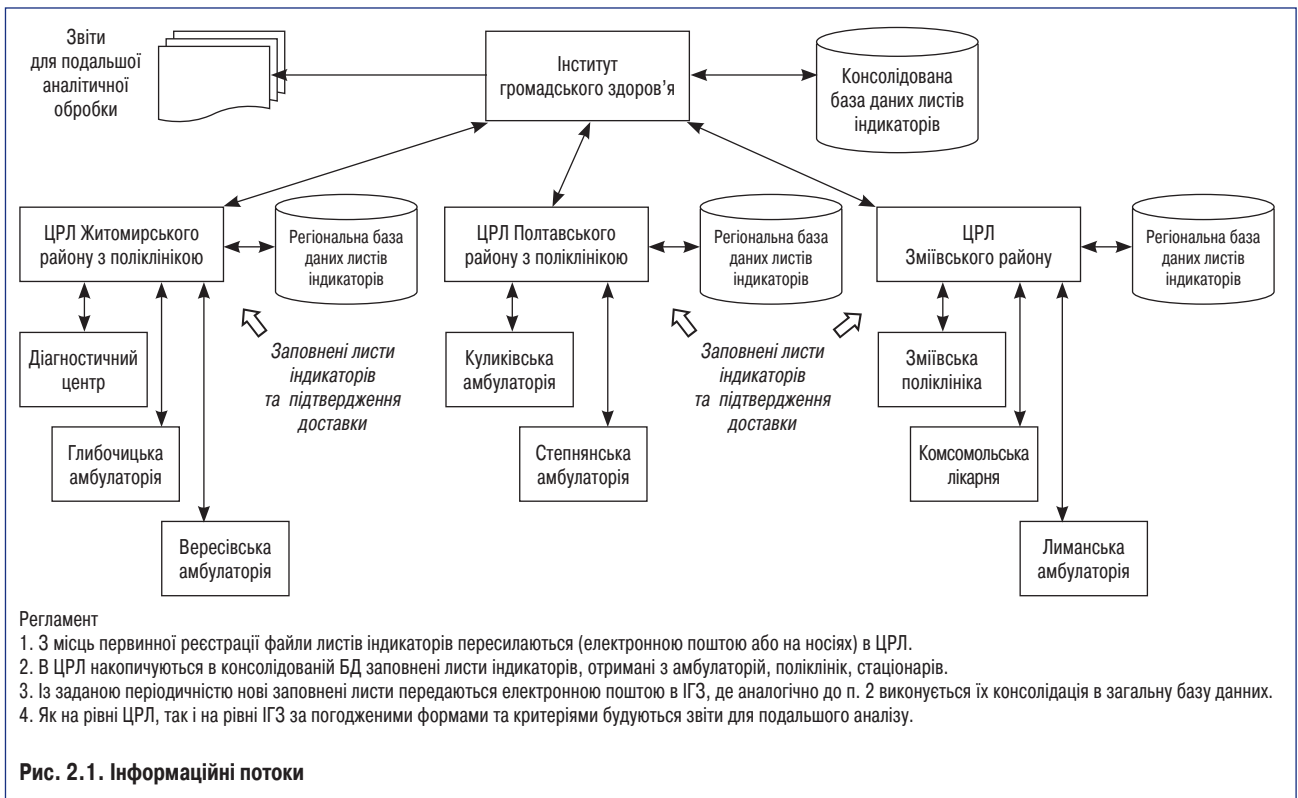 Звіти
для подальшої
аналітичної
обробки
Інститут
громадського здоров’я
Консолідована
база даних листів
індикаторів
ЦРЛ Житомирського
району з поліклінікою
Регіональна база
даних листів
індикаторів
ЦРЛ Полтавського
району з поліклінікою
Регіональна база
даних листів
індикаторів
ЦРЛ
Зміївського району
Регіональна база
даних листів
індикаторів
Діагностичний
центр
Заповнені листи
індикаторів
та підтвердження
доставки
Куликівська
амбулаторія
Заповнені листи
індикаторів
та підтвердження
доставки
Зміївська
поліклініка
Глибочицька
амбулаторія
Степнянська
амбулаторія
Комсомольська
лікарня
Вересівська
амбулаторія
Лиманська
амбулаторія
Регламент
1. З місць первинної реєстрації файли листів індикаторів пересилаються (електронною поштою або на носіях) в ЦРЛ.
2. В ЦРЛ накопичуються в консолідованій БД заповнені листи індикаторів, отримані з амбулаторій, поліклінік, стаціонарів.
3. Із заданою періодичністю нові заповнені листи передаються електронною поштою в ІГЗ, де аналогічно до п. 2 виконується їх консолідація в загальну базу данних.
4. Як на рівні ЦРЛ, так і на рівні ІГЗ за погодженими формами та критеріями будуються звіти для подальшого аналізу.
Рис. 2.1. Інформаційні потоки